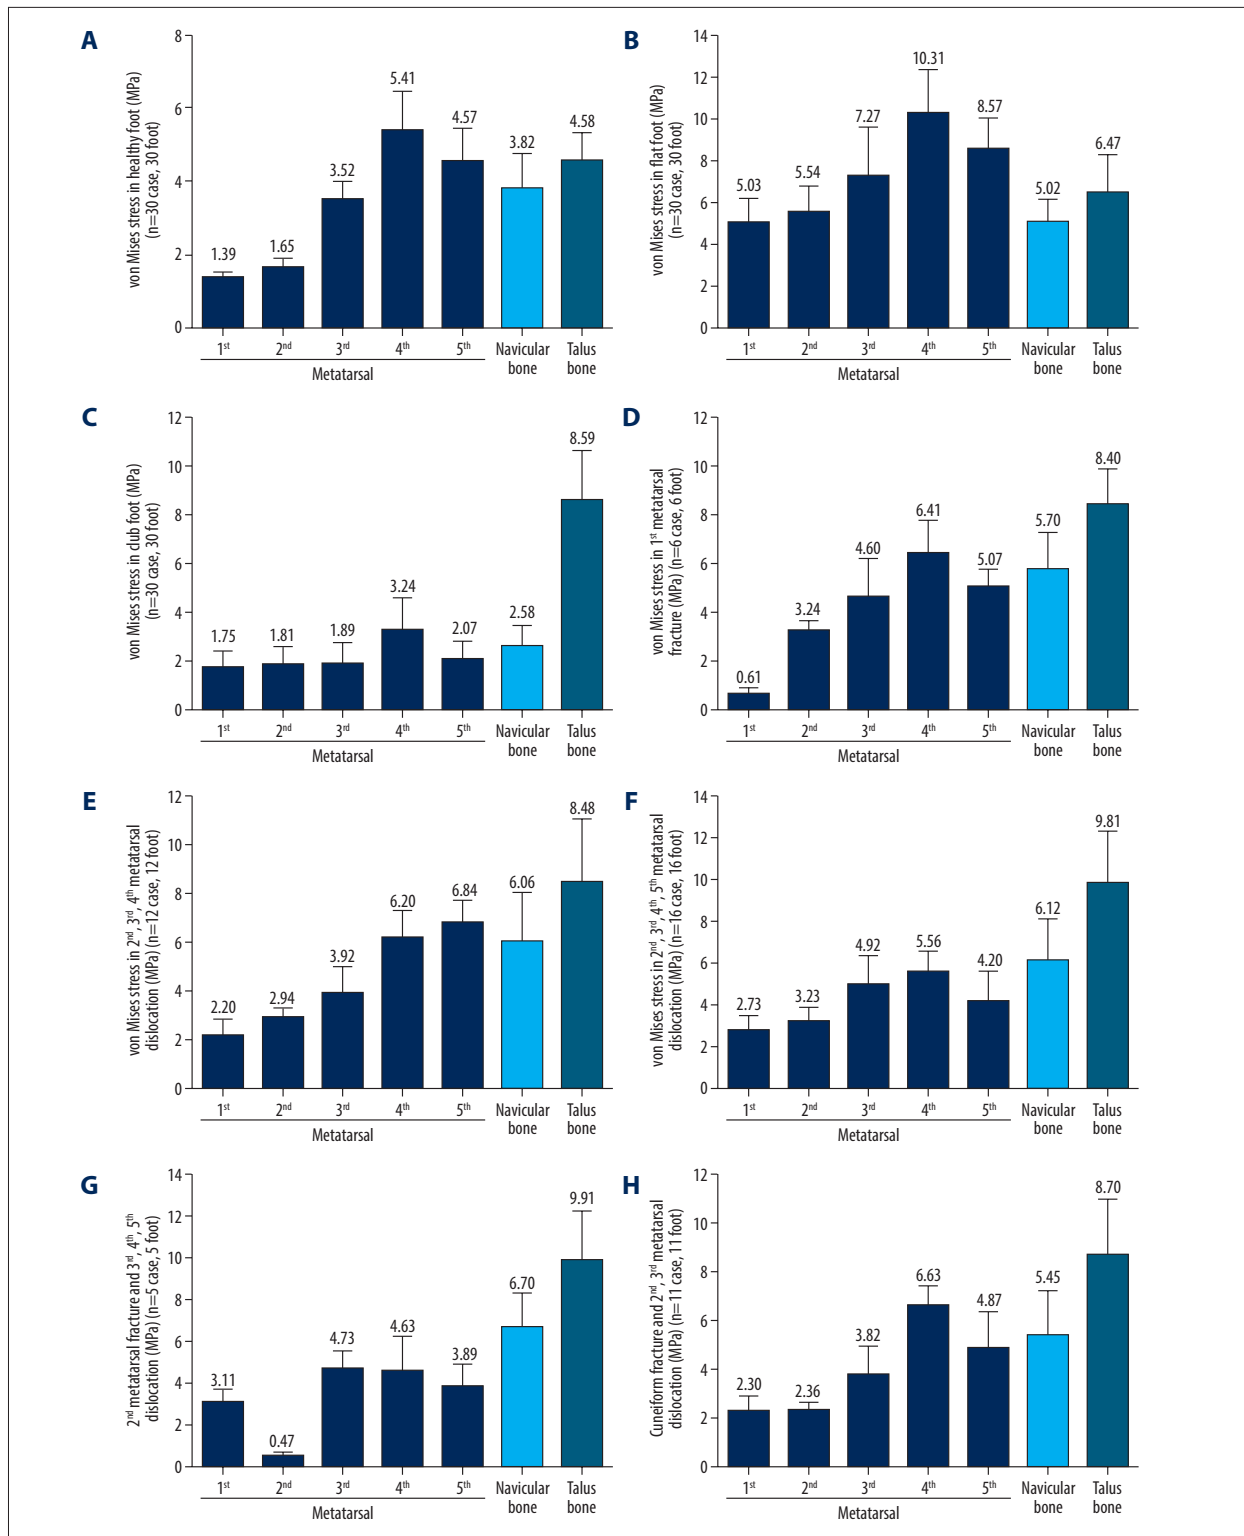 A
von Mises stress in healthy foot (MPa)
(n=30 case, 30 foot)
8
6
4
2
0
1.39
1.65
3.52
5.41
4.57
3.82
4.58
1st 2nd 3rd 4th 5th Navicular bone Talus bone
Metatarsal
B
von Mises stress in flat foot (MPa)
(n=30 case, 30 foot)
14
12
10
8
6
4
2
0
5.03
5.54
7.27
10.31
8.57
5.02
6.47
1st 2nd 3rd 4th 5th Navicular bone Talus bone
Metatarsal
C
von Mises stress in club foot (MPa)
(n=30 case, 30 foot)
12
10
8
6
4
2
0
1.75
1.81
1.89
3.24
2.07
2.58
8.59
1st 2nd 3rd 4th 5th Navicular bone Talus bone
Metatarsal
D
von Mises stress in 1st metatarsal
fracture (MPa) (n=6 case, 6 foot)
12
10
8
6
4
2
0
0.61
3.24
4.60
6.41
5.07
5.70
8.40
1st 2nd 3rd 4th 5th Navicular bone Talus bone
Metatarsal
E
von Mises stress in 2nd, 3rd, 4th metatarsal
dislocation (MPa) (n=12 case, 12 foot)
12
10
8
6
4
2
0
2.20
2.94
3.92
6.20
6.84
6.06
8.48
1st 2nd 3rd 4th 5th Navicular bone Talus bone
Metatarsal
F
von Mises stress in 2nd, 3rd, 4th, 5th metatarsal
dislocation (MPa) (n=16 case, 16 foot)
14
12
10
8
6
4
2
0
2.73
3.23
4.92
5.56
4.20
6.12
9.81
1st 2nd 3rd 4th 5th Navicular bone Talus bone
Metatarsal
G
2nd metatarsal fracture and 3rd, 4th, 5th
dislocation (MPa) (n=5 case, 5 foot)
14
12
10
8
6
4
2
0
3.11
0.47
4.73
4.63
3.89
6.70
9.91
1st 2nd 3rd 4th 5th Navicular bone Talus bone
Metatarsal
H
Cuneiform fracture and 2nd, 3rd metatarsal
dislocation (MPa) (n=11 case, 11 foot)
12
10
8
6
4
2
0
2.30
2.36
3.82
6.63
4.87
5.45
8.70
1st 2nd 3rd 4th 5th Navicular bone Talus bone
Metatarsal